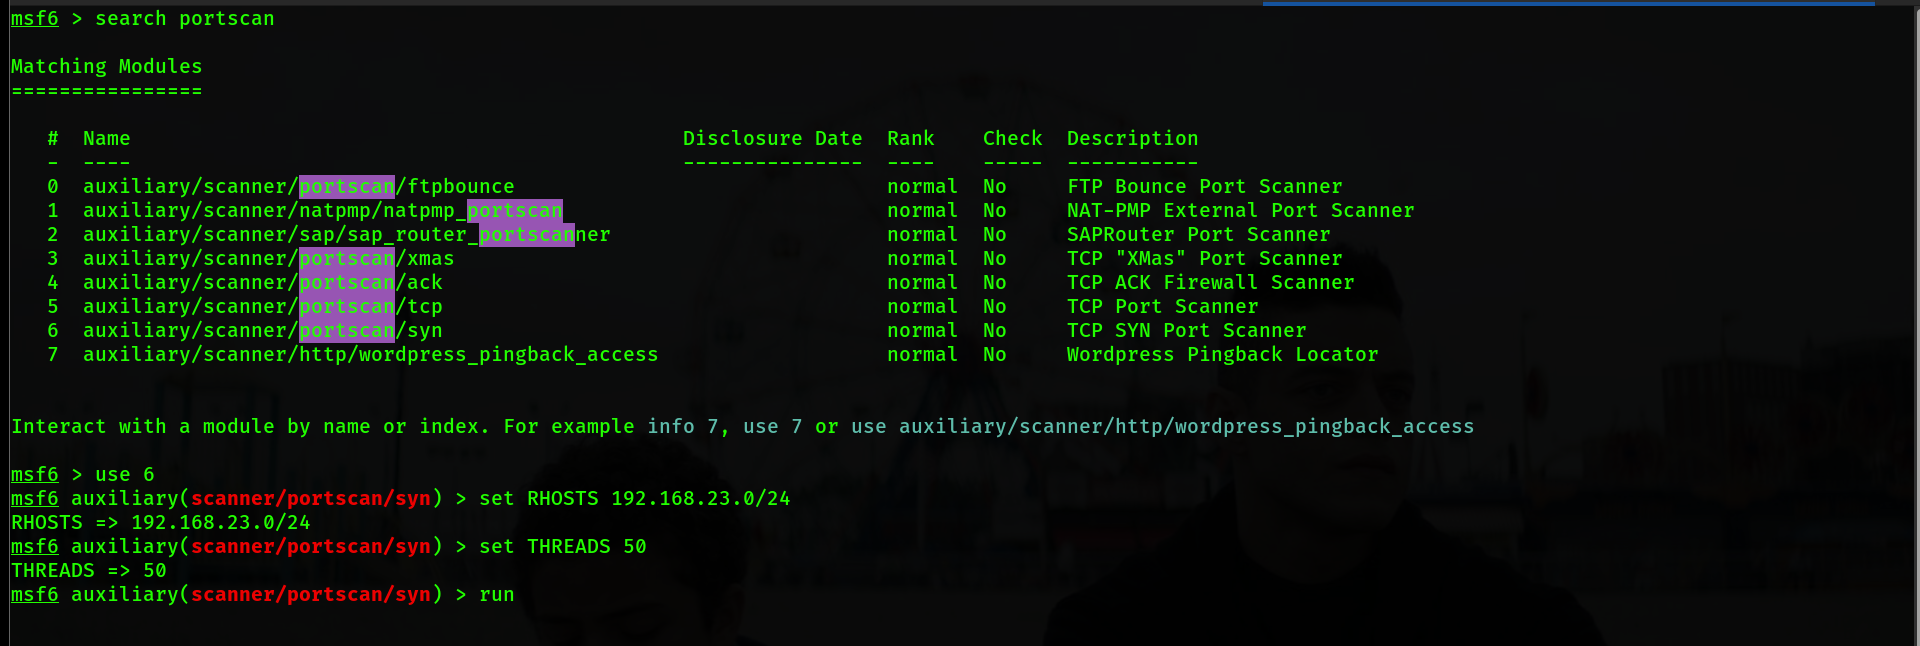 msf6 > search portscan
Matching Modules
================
#  Name                                              Disclosure Date  Rank    Check  Description
-  ----                                              ---------------  ----    -----  -----------
0  auxiliary/scanner/portscan/ftpbounce                               normal  No     FTP Bounce Port Scanner
1  auxiliary/scanner/natpmp/natpmp_portscan                           normal  No     NAT-PMP External Port Scanner
2  auxiliary/scanner/sap/sap_router_portscanner                       normal  No     SAPRouter Port Scanner
3  auxiliary/scanner/portscan/xmas                                    normal  No     TCP "XMas" Port Scanner
4  auxiliary/scanner/portscan/ack                                     normal  No     TCP ACK Firewall Scanner
5  auxiliary/scanner/portscan/tcp                                     normal  No     TCP Port Scanner
6  auxiliary/scanner/portscan/syn                                     normal  No     TCP SYN Port Scanner
7  auxiliary/scanner/http/wordpress_pingback_access                   normal  No     Wordpress Pingback Locator
Interact with a module by name or index. For example info 7, use 7 or use auxiliary/scanner/http/wordpress_pingback_access
msf6 > use 6
msf6 auxiliary(scanner/portscan/syn) > set RHOSTS 192.168.23.0/24
RHOSTS => 192.168.23.0/24
msf6 auxiliary(scanner/portscan/syn) > set THREADS 50
THREADS => 50
msf6 auxiliary(scanner/portscan/syn) > run